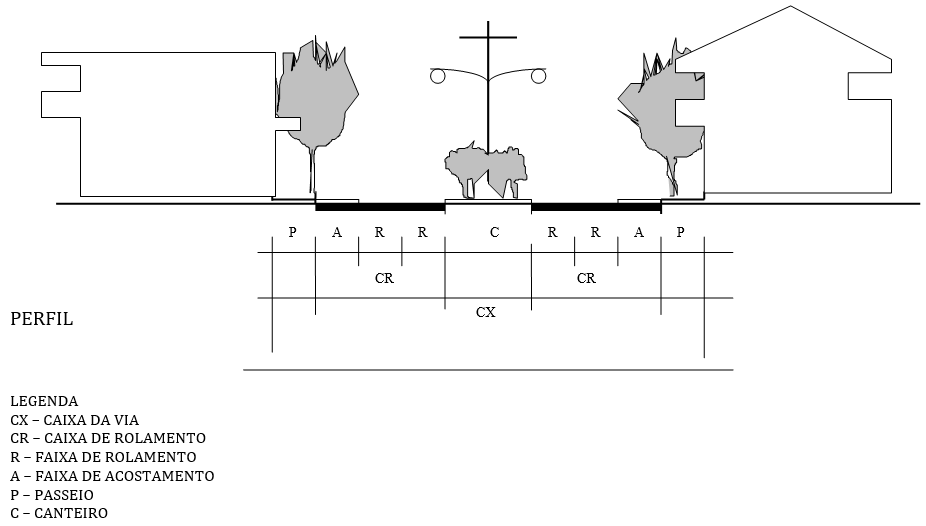 P A R R C R R A P
CR CR
CX
PERFIL
LEGENDA
CX – CAIXA DA VIA
CR – CAIXA DE ROLAMENTO
R – FAIXA DE ROLAMENTO
A – FAIXA DE ACOSTAMENTO
P – PASSEIO
C – CANTEIRO